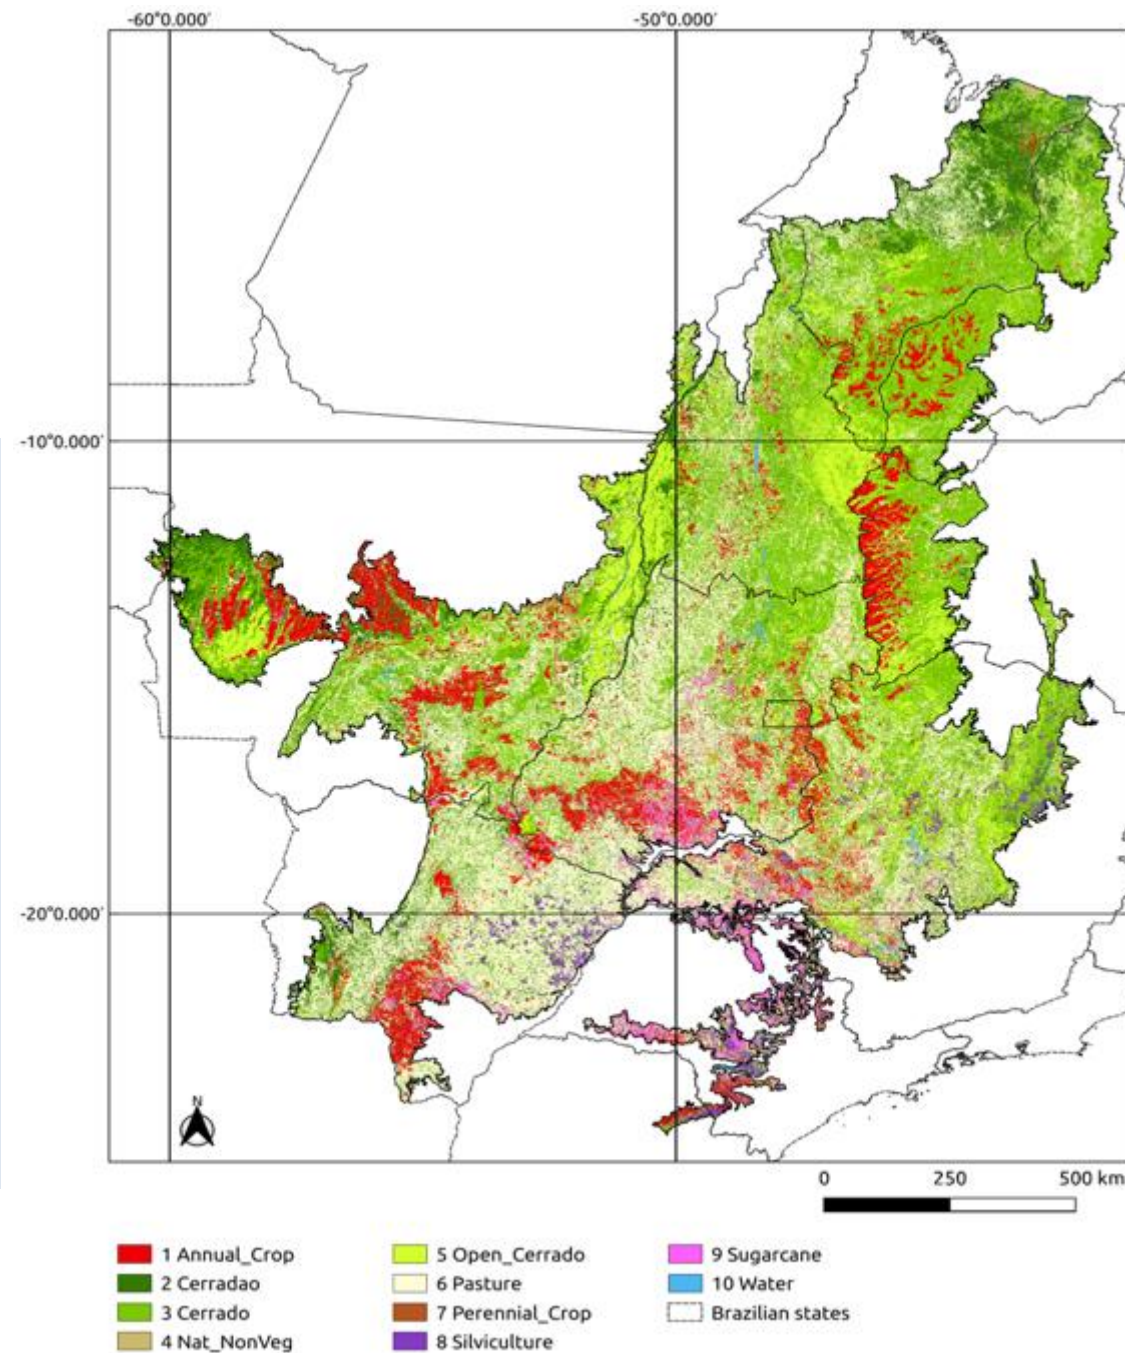 -60°0.000′ -50°0.000′
-10°0.000′
-20°0.000′
N
0 250 500 km
1 Annual_Crop 5 Open_Cerrado 9 Sugarcane
2 Cerradao 6 Pasture 10 Water
3 Cerrado 7 Perennial_Crop Brazilian states
4 Nat_NonVeg 8 Silviculture